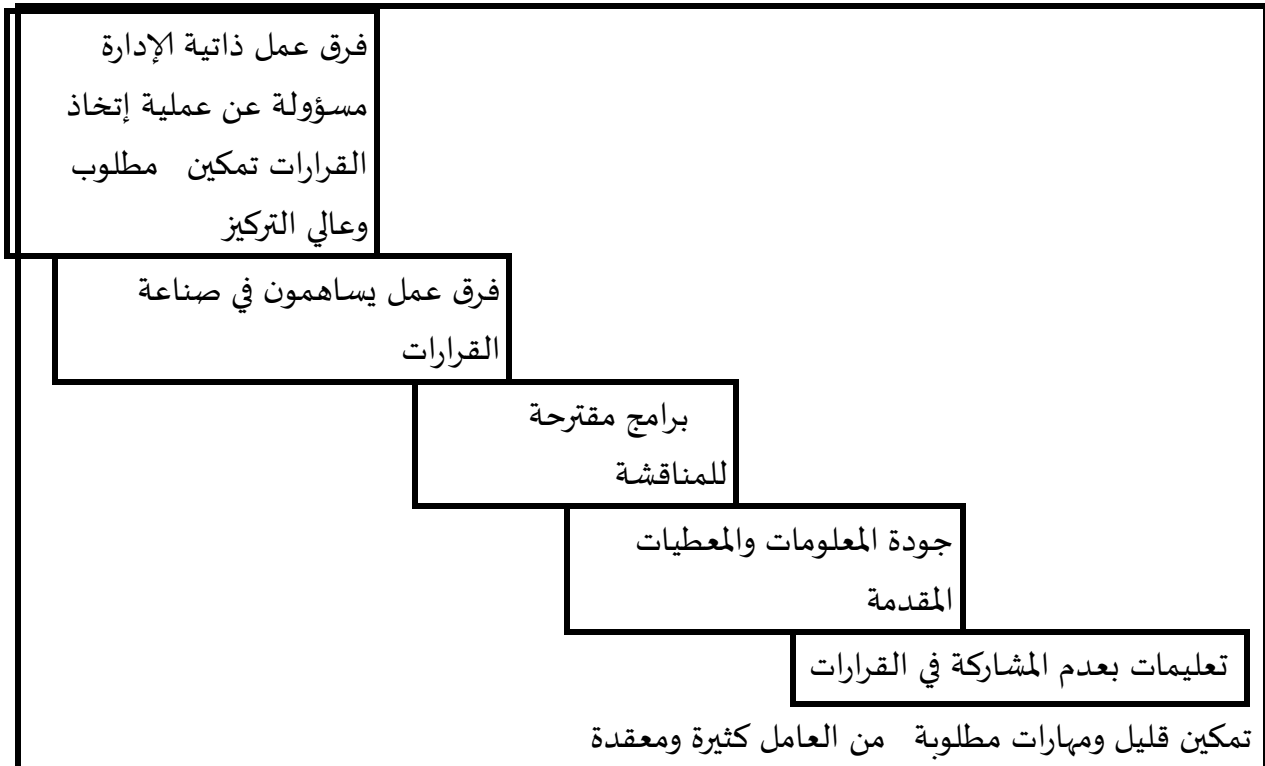 فرق عمل ذاتية الإدارة
مسؤولة عن عملية إتخاذ
القرارات تمكين مطلوب
وعالي التركيز
فرق عمل يساهمون في صناعة
القرارات
برامج مقترحة
للمناقشة
جودة المعلومات والمعطيات
المقدمة
تعليمات بعدم المشاركة في القرارات
تمكين قليل ومهارات مطلوبة من العامل كثيرة ومعقدة